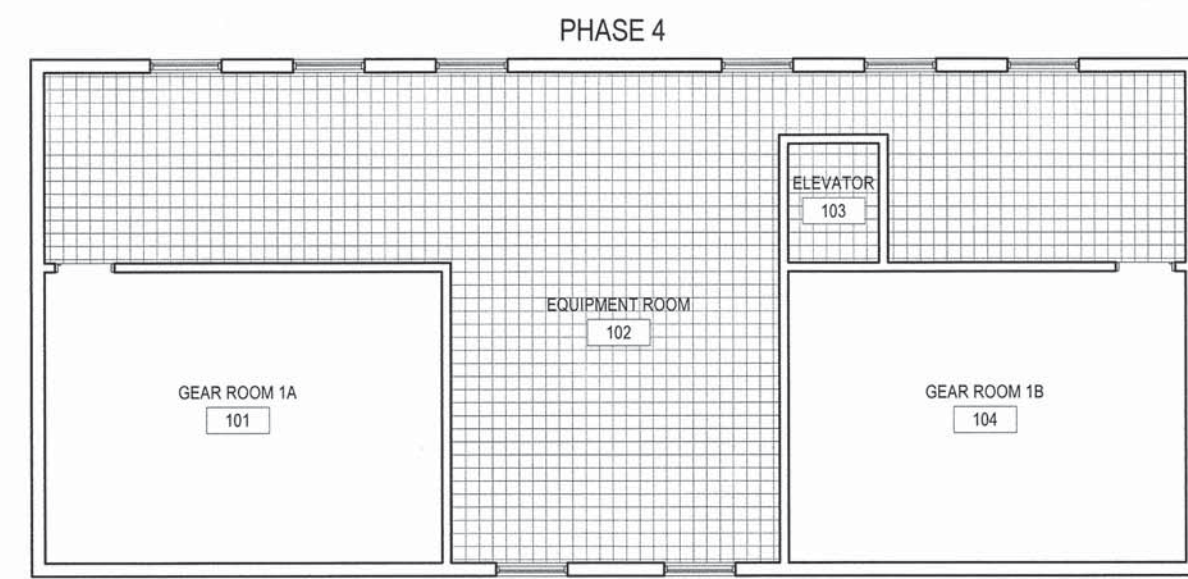 PHASE 4
ELEVATOR
103
EQUIPMENT ROOM
102
GEAR ROOM 1A
101
GEAR ROOM 1B
104